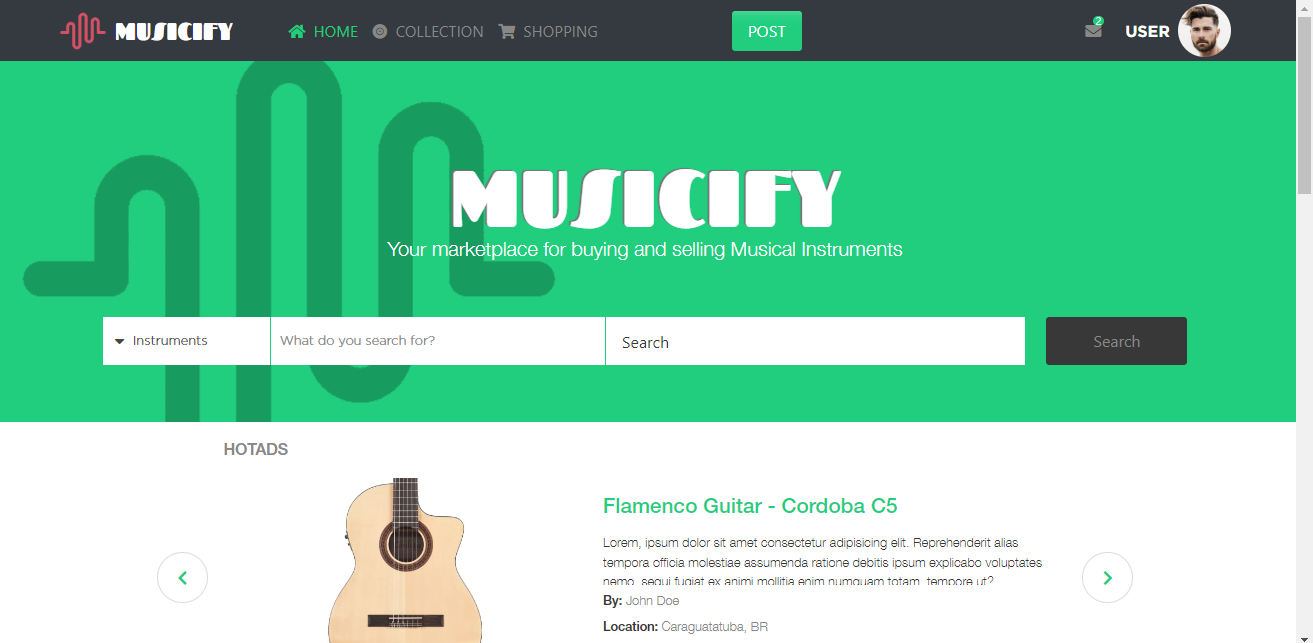 MUSICIFY
HOME
COLLECTION
SHOPPING
POST
2
USER
MUSICIFY
Your marketplace for buying and selling Musical Instruments
Instruments
What do you search for?
Search
Search
HOTADS
Flamenco Guitar - Cordoba C5
Lorem, ipsum dolor sit amet consectetur adipisicing elit. Reprehenderit alias
tempora officia molestiae assumenda ratione debitis ipsum explicabo voluptates
nemo, sequi fugiat ex animi mollitia enim numquam totam, tempore ut?
By: John Doe
Location: Caraguatatuba, BR